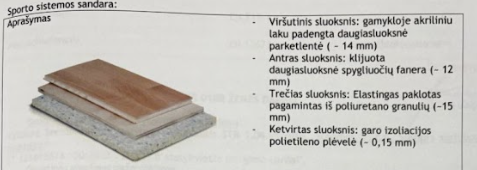 Sporto sistemos sandara:
Aprašymas
- Viršutinis sluoksnis: gamykloje akriliniu
laku padengta daugiasluoksnė
parketlentė ( ~ 14 mm)
- Antras sluoksnis: klijuota
daugiasluoksnė spygliuočių fanera (~ 12
mm)
- Trečias sluoksnis: Elastingas paklotas
pagamintas iš poliuretano granulių (~15
mm)
- Ketvirtas sluoksnis: garo izoliacijos
polietileno plėvelė (~ 0,15 mm)